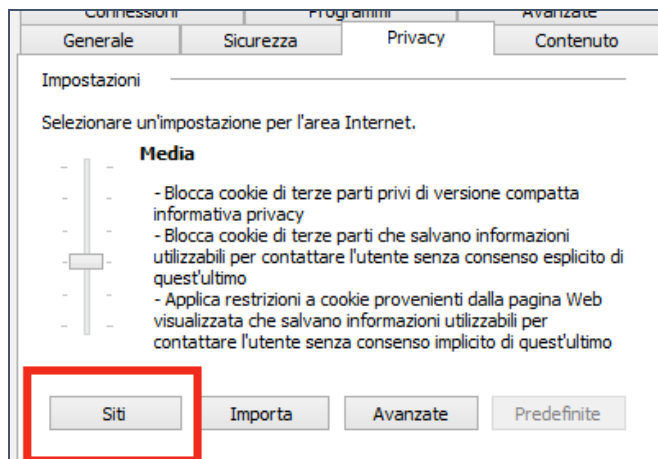 Connessioni Programmi Avanzate
Generale Sicurezza Privacy Contenuto
Impostazioni
Selezionare un'impostazione per l'area Internet.
Media
- Blocca cookie di terze parti privi di versione compatta
informativa privacy
- Blocca cookie di terze parti che salvano informazioni
utilizzabili per contattare l'utente senza consenso esplicito di
quest'ultimo
- Applica restrizioni a cookie provenienti dalla pagina Web
visualizzata che salvano informazioni utilizzabili per
contattare l'utente senza consenso implicito di quest'ultimo
Siti Importa Avanzate Predefinite